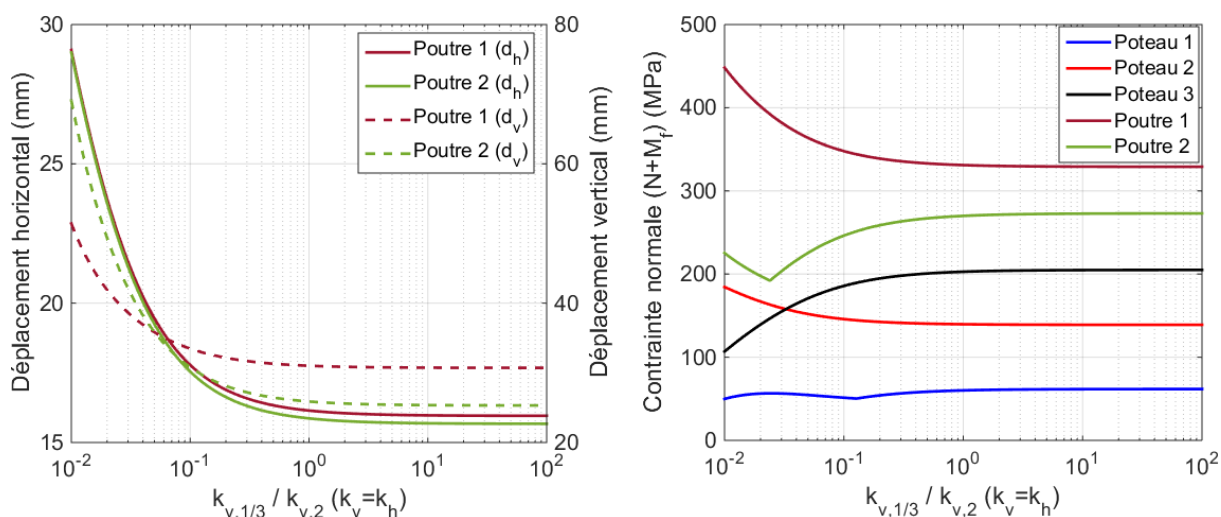 Déplacement horizontal (mm)
30
25
20
15
10^-2
10^-1
10^0
10^1
10^2
k_v,1/3 / k_v,2 (k_v=k_h)
80
60
40
20
Déplacement vertical (mm)
Poutre 1 (d_h)
Poutre 2 (d_h)
Poutre 1 (d_v)
Poutre 2 (d_v)
Contrainte normale (N+M_f) (MPa)
500
400
300
200
100
0
10^-2
10^-1
10^0
10^1
10^2
k_v,1/3 / k_v,2 (k_v=k_h)
Poteau 1
Poteau 2
Poteau 3
Poutre 1
Poutre 2